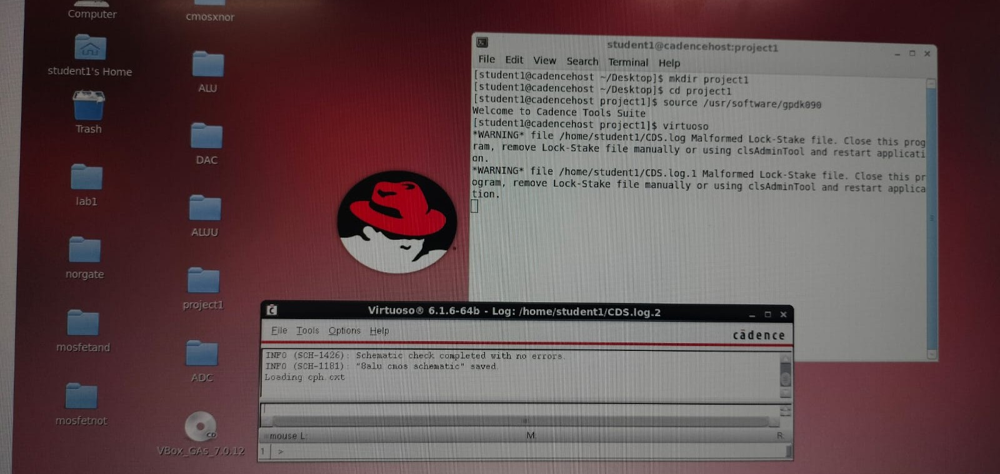 Computer
cmosxnor
student1's Home
ALU
Trash
DAC
lab1
ALUU
norgate
project1
mosfetand
ADC
mosfetnot
VBox_GAs_7.0.12
student1@cadencehost:project1
File Edit View Search Terminal Help
[student1@cadencehost ~/Desktop]$ mkdir project1
[student1@cadencehost ~/Desktop]$ cd project1
[student1@cadencehost project1]$ source /usr/software/gpdk090
Welcome to Cadence Tools Suite
[student1@cadencehost project1]$ virtuoso
*WARNING* file /home/student1/CDS.log Malformed Lock-Stake file. Close this prog
ram, remove Lock-Stake file manually or using clsAdminTool and restart applicati
on.
*WARNING* file /home/student1/CDS.log.1 Malformed Lock-Stake file. Close this pr
ogram, remove Lock-Stake file manually or using clsAdminTool and restart applica
tion.
Virtuoso® 6.1.6-64b - Log: /home/student1/CDS.log.2
File Tools Options Help
cādence
INFO (SCH-1426): Schematic check completed with no errors.
INFO (SCH-1181): "8alu cmos schematic" saved.
Loading cph.cxt
mouse L: M: R:
1 >
CD